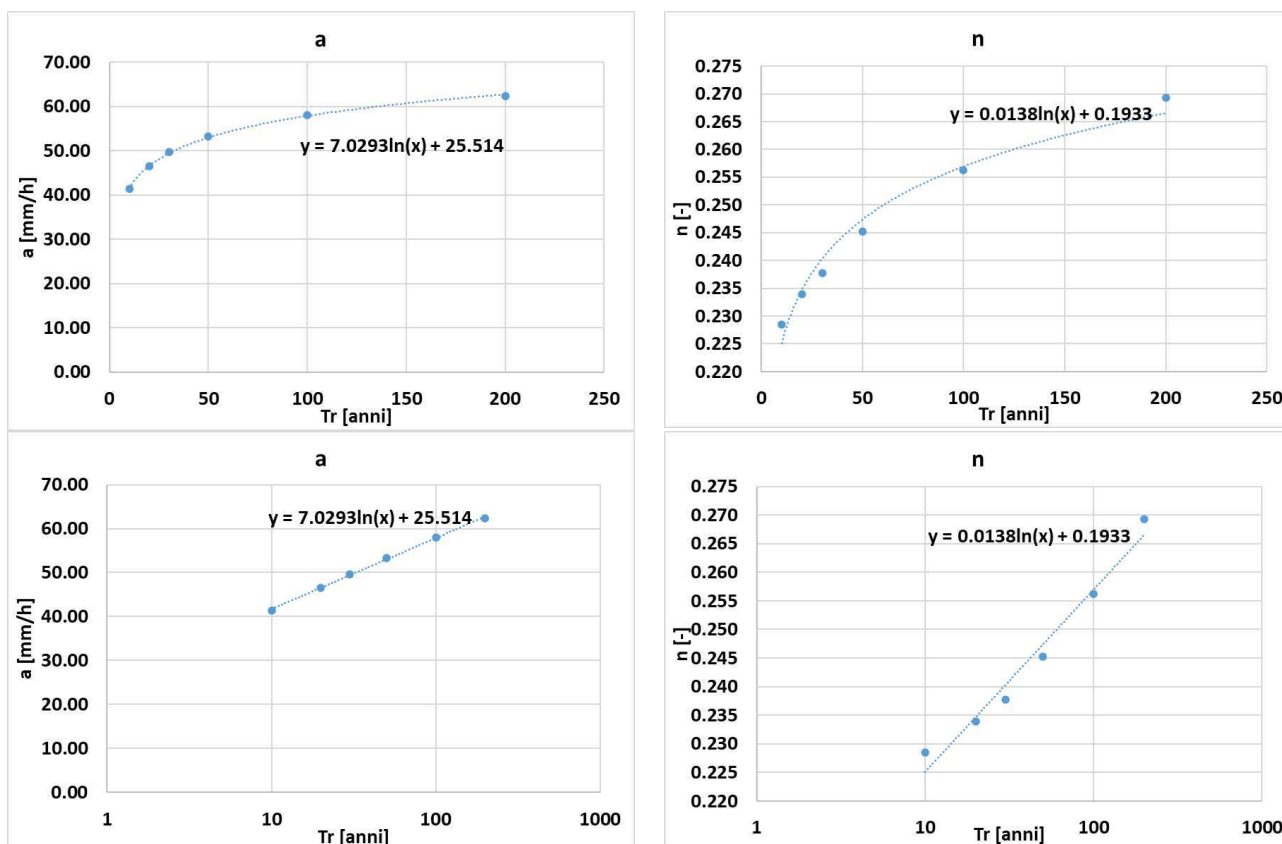 a
70.00
60.00
50.00
40.00
30.00
20.00
10.00
0.00
a [mm/h]
y = 7.0293ln(x) + 25.514
0 50 100 150 200 250
Tr [anni]
n
0.275
0.270
0.265
0.260
0.255
0.250
0.245
0.240
0.235
0.230
0.225
0.220
n [-]
y = 0.0138ln(x) + 0.1933
0 50 100 150 200 250
Tr [anni]
a
70.00
60.00
50.00
40.00
30.00
20.00
10.00
0.00
a [mm/h]
y = 7.0293ln(x) + 25.514
1 10 100 1000
Tr [anni]
n
0.275
0.270
0.265
0.260
0.255
0.250
0.245
0.240
0.235
0.230
0.225
0.220
n [-]
y = 0.0138ln(x) + 0.1933
1 10 100 1000
Tr [anni]